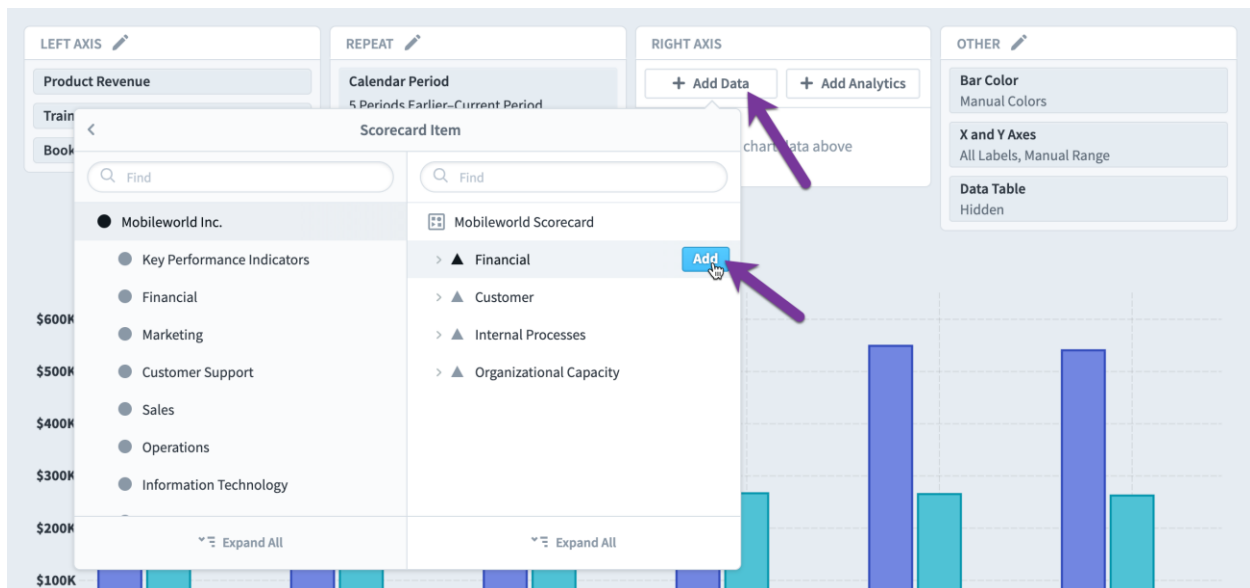 LEFT AXIS
Product Revenue
Train
Book
REPEAT
Calendar Period
5 Periods Earlier–Current Period
RIGHT AXIS
+ Add Data
+ Add Analytics
chart data above
OTHER
Bar Color
Manual Colors
X and Y Axes
All Labels, Manual Range
Data Table
Hidden
Scorecard Item
Find
Mobileworld Inc.
Key Performance Indicators
Financial
Marketing
Customer Support
Sales
Operations
Information Technology
Expand All
Find
Mobileworld Scorecard
Financial
Add
Customer
Internal Processes
Organizational Capacity
Expand All
$600K
$500K
$400K
$300K
$200K
$100K